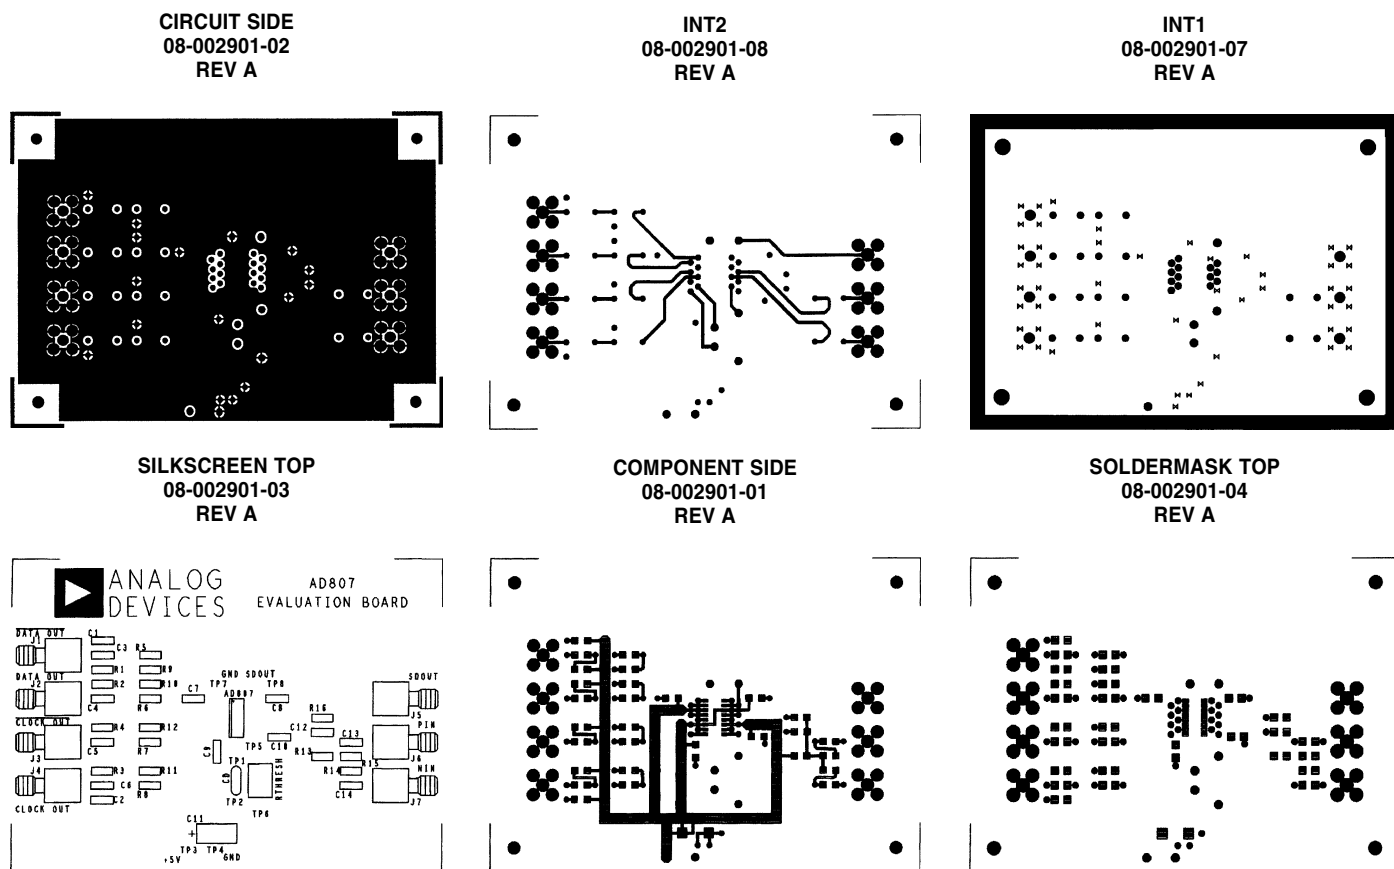 CIRCUIT SIDE
08-002901-02
REV A
INT2
08-002901-08
REV A
INT1
08-002901-07
REV A
SILKSCREEN TOP
08-002901-03
REV A
COMPONENT SIDE
08-002901-01
REV A
SOLDERMASK TOP
08-002901-04
REV A
ANALOG
DEVICES
AD807
EVALUATION BOARD
DATA OUT
C1
J1
C3
R5
R1
R9
DATA OUT
J2
R2
R10
C4
R6
C7
GND SDOUT
TP7
TP8
AD807
C8
SDOUT
J5
CLOCK OUT
R4
R12
J3
C5
R7
R16
C12
C10
C13
PIN
J6
C9
TP5
R13
R15
R14
J4
R3
R11
C6
R8
C2
CLOCK OUT
TP1
CD
TP2
RTHRESH
TP6
C14
NIN
J7
C11
+
TP3
TP4
+5V
GND